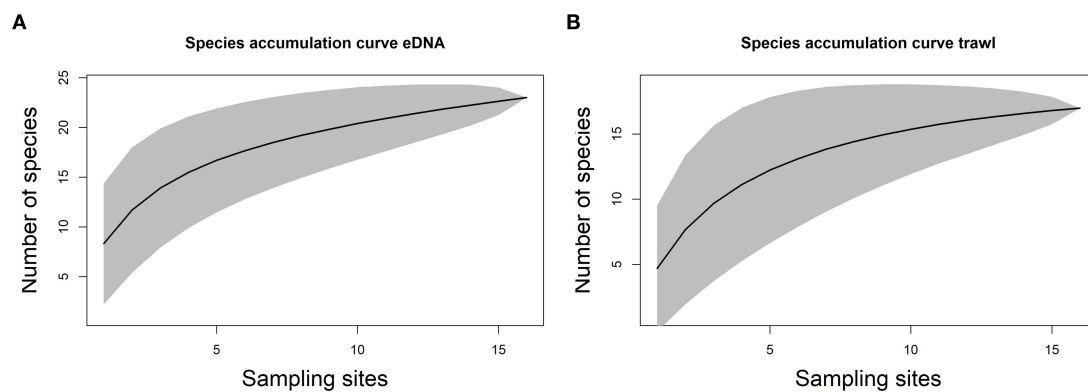 A
Species accumulation curve eDNA
Number of species
25
20
15
10
5
5
10
15
Sampling sites
B
Species accumulation curve trawl
Number of species
15
10
5
5
10
15
Sampling sites